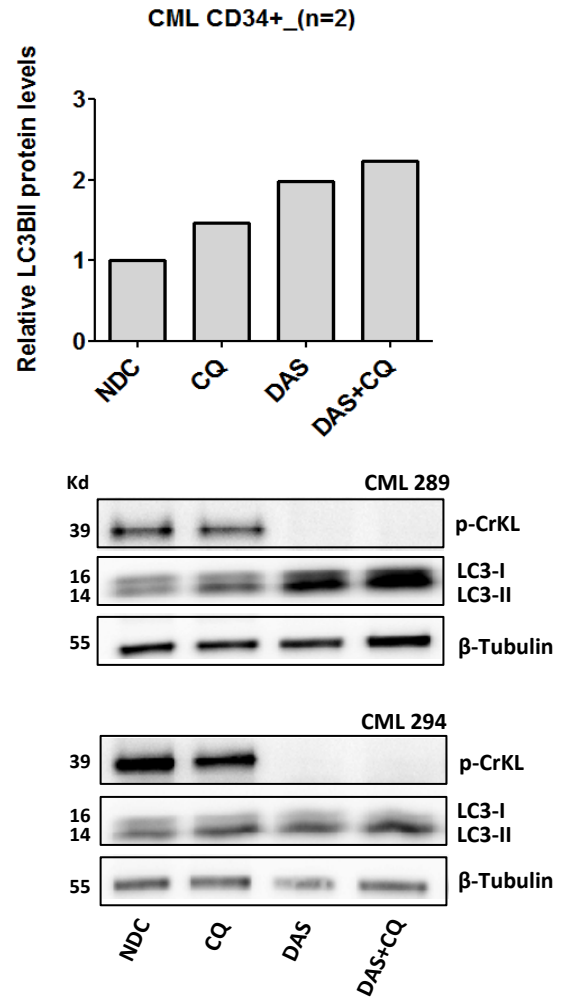 CML CD34+_(n=2)
Relative LC3BII protein levels
3
2
1
0
NDC CQ DAS DAS+CQ
Kd CML 289
39 p-CrKL
16 LC3-I
14 LC3-II
55 β-Tubulin
CML 294
39 p-CrKL
16 LC3-I
14 LC3-II
55 β-Tubulin
NDC CQ DAS DAS+CQ